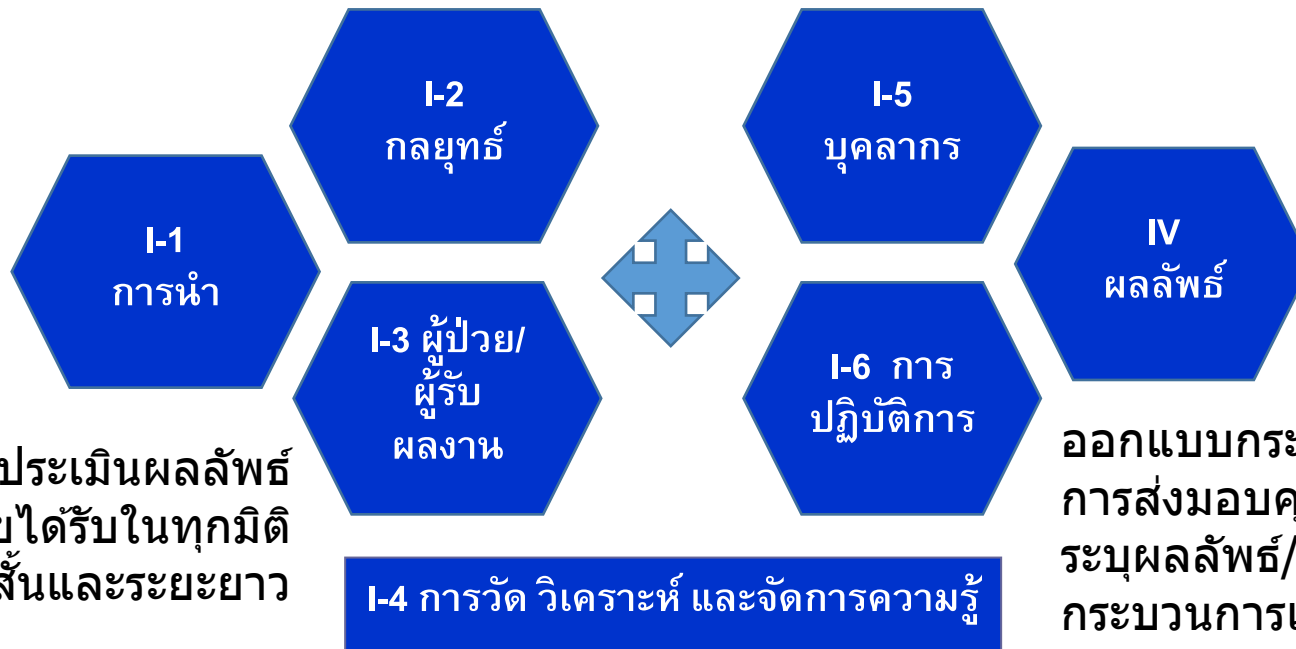 I-2
กลยุทธ์
I-5
บุคลากร
I-1
การนำ
IV
ผลลัพธ์
I-3 ผู้ป่วย/
ผู้รับ
ผลงาน
I-6 การ
ปฏิบัติการ
ประเมินผลลัพธ์
ได้รับในทุกมิติ
สั้นและระยะยาว
ออกแบบกระ
การส่งมอบคุ
ระบุผลลัพธ์/
กระบวนการ
I-4 การวัด วิเคราะห์ และจัดการความรู้